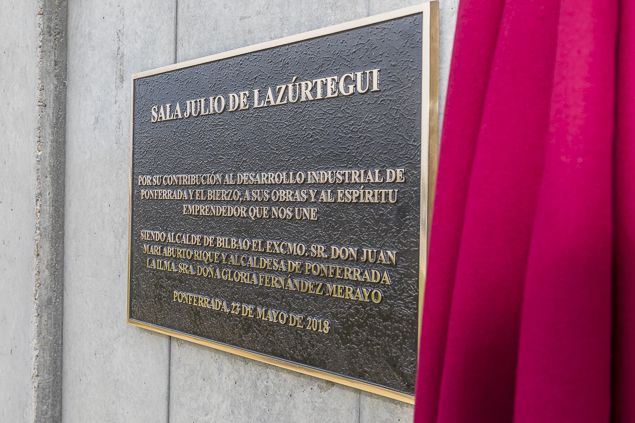 SALA JULIO DE LAZÚRTEGUI
POR SU CONTRIBUCIÓN AL DESARROLLO INDUSTRIAL DE
PONFERRADA Y EL BIERZO, A SUS OBRAS Y AL ESPÍRITU
EMPRENDEDOR QUE NOS UNE
SIENDO ALCALDE DE BILBAO EL EXCMO. SR. DON JUAN
MARI ABURTO RIQUE Y ALCALDESA DE PONFERRADA
LA ILMA. SRA. DOÑA GLORIA FERNÁNDEZ MERAYO
PONFERRADA, 23 DE MAYO DE 2018